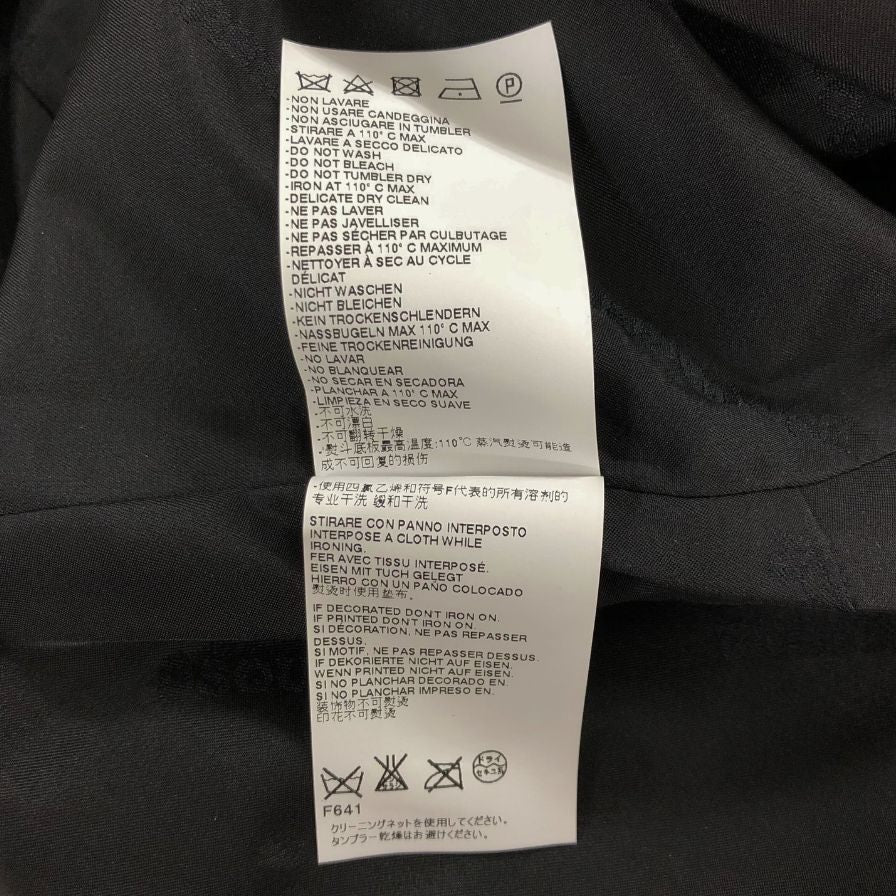 P
-NON LAVARE
-NON USARE CANDEGGINA
-NON ASCIUGARE IN TUMBLER
-STIRARE A 110° C MAX
-LAVARE A SECCO DELICATO
-DO NOT WASH
-DO NOT BLEACH
-DO NOT TUMBLER DRY
-IRON AT 110° C MAX
-DELICATE DRY CLEAN
-NE PAS LAVER
-NE PAS JAVELLISER
-NE PAS SÉCHER PAR CULBUTAGE
-REPASSER À 110° C MAXIMUM
-NETTOYER À SEC AU CYCLE
DÉLICAT
-NICHT WASCHEN
-NICHT BLEICHEN
-KEIN TROCKENSCHLENDERN
-NASSBUGELN MAX 110° C MAX
-FEINE TROCKENREINIGUNG
-NO LAVAR
-NO BLANQUEAR
-NO SECAR EN SECADORA
-PLANCHAR A 110° C MAX
-LIMPIEZA EN SECO SUAVE
-不可水洗
-不可漂白
-不可翻转干燥
-熨斗底板最高温度:110°C 蒸汽熨烫可能造
成不可回复的损伤
-使用四氯乙烯和符号F代表的所有溶剂的
专业干洗 缓和干洗
STIRARE CON PANNO INTERPOSTO
INTERPOSE A CLOTH WHILE
IRONING.
FER AVEC TISSU INTERPOSÉ.
EISEN MIT TUCH GELEGT
HIERRO CON UN PAÑO COLOCADO
熨烫时使用垫布。
IF DECORATED DONT IRON ON.
IF PRINTED DONT IRON ON.
SI DÉCORATION, NE PAS REPASSER
DESSUS.
SI MOTIF, NE PAS REPASSER DESSUS.
IF DEKORIERTE NICHT AUF EISEN.
WENN PRINTED NICHT AUF EISEN.
SI NO PLANCHAR DECORADO EN.
SI NO PLANCHAR IMPRESO EN.
装饰物不可熨烫
印花不可熨烫
ドライ
セキユ系
F641
クリーニングネットを使用してください。
タンブラー乾燥はお避けください。